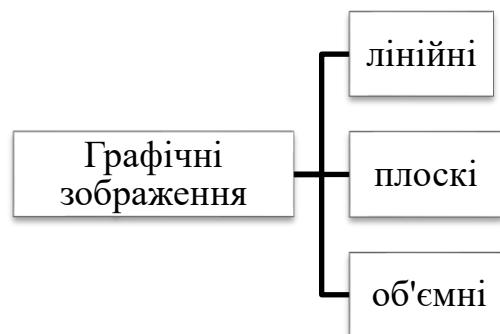 Графічні
зображення
лінійні
плоскі
об'ємні